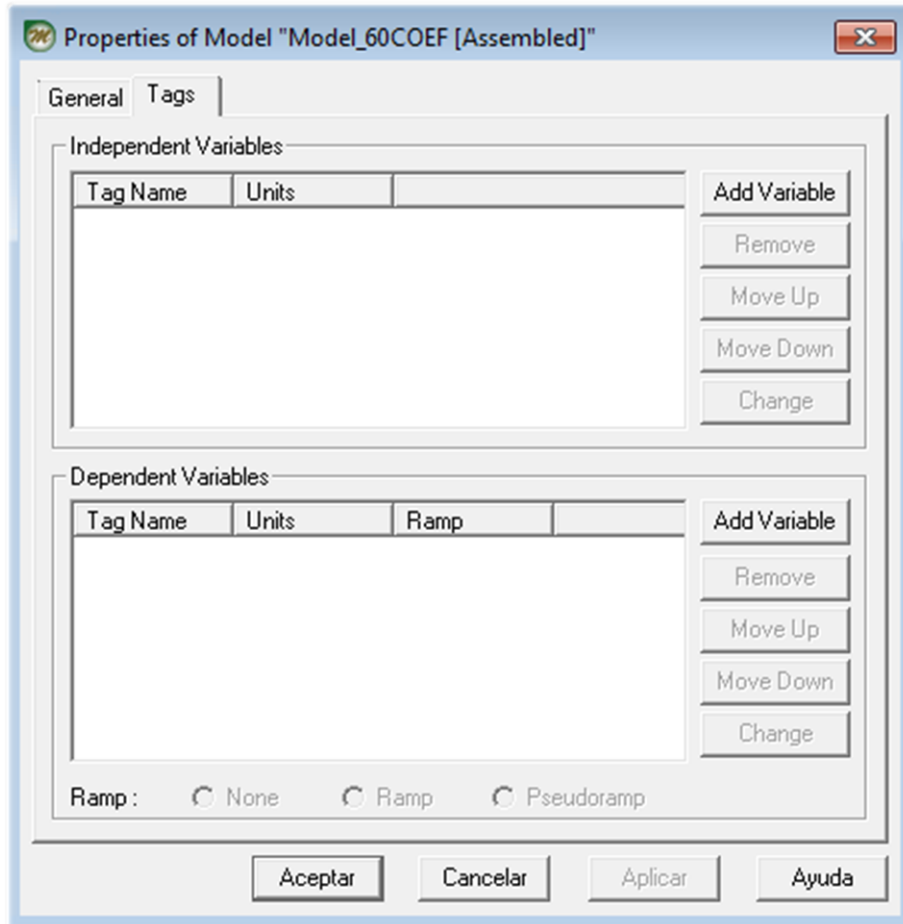 Properties of Model "Model_60COEF [Assembled]"
General Tags
Independent Variables
Tag Name Units
Add Variable
Remove
Move Up
Move Down
Change
Dependent Variables
Tag Name Units Ramp
Add Variable
Remove
Move Up
Move Down
Change
Ramp : None Ramp Pseudoramp
Aceptar Cancelar Aplicar Ayuda